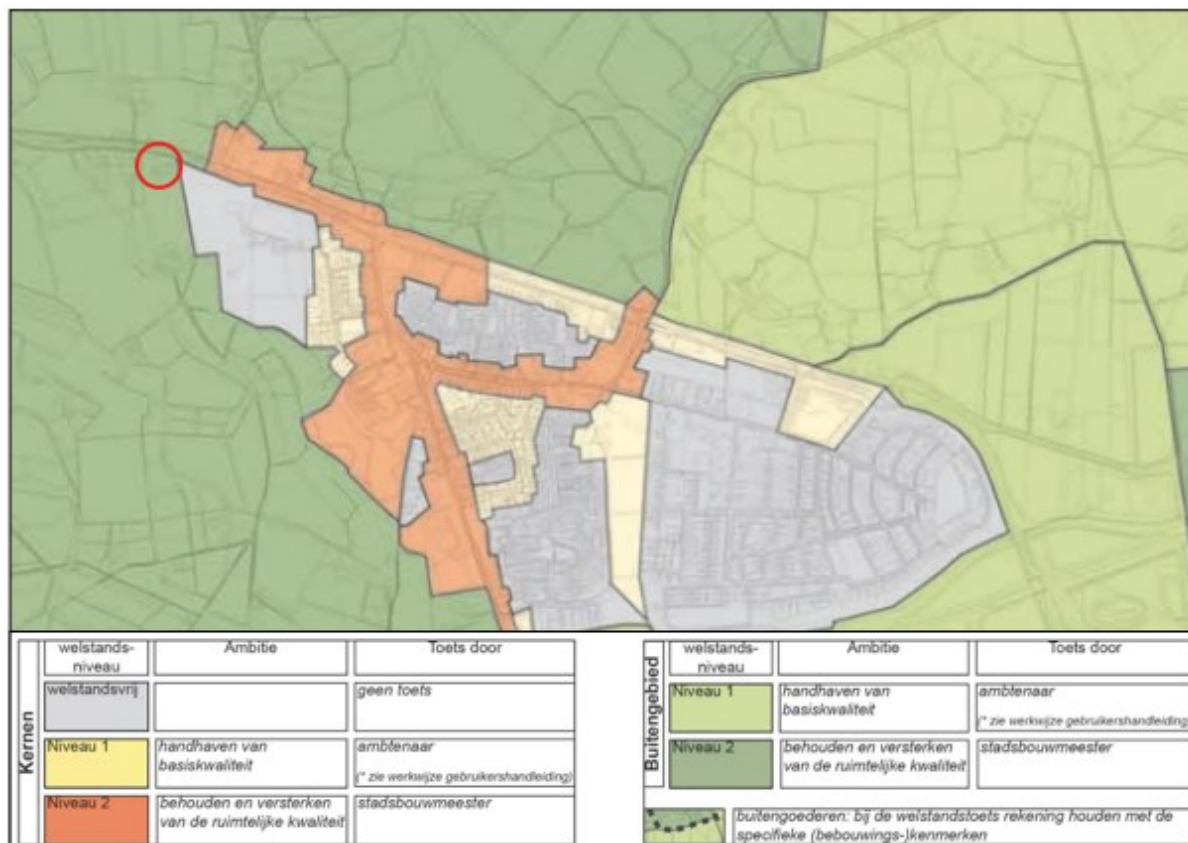 Kernen
welstands-
niveau
Ambitie
Toets door
welstandsvrij
geen toets
Niveau 1
handhaven van
basiskwaliteit
ambtenaar
(* zie werkwijze gebruikershandleiding)
Niveau 2
behouden en versterken
van de ruimtelijke kwaliteit
stadsbouwmeester
Buitengebied
welstands-
niveau
Ambitie
Toets door
Niveau 1
handhaven van
basiskwaliteit
ambtenaar
(* zie werkwijze gebruikershandleiding)
Niveau 2
behouden en versterken
van de ruimtelijke kwaliteit
stadsbouwmeester
buitengoederen: bij de welstandstoets rekening houden met de
specifieke (bebouwings-)kenmerken